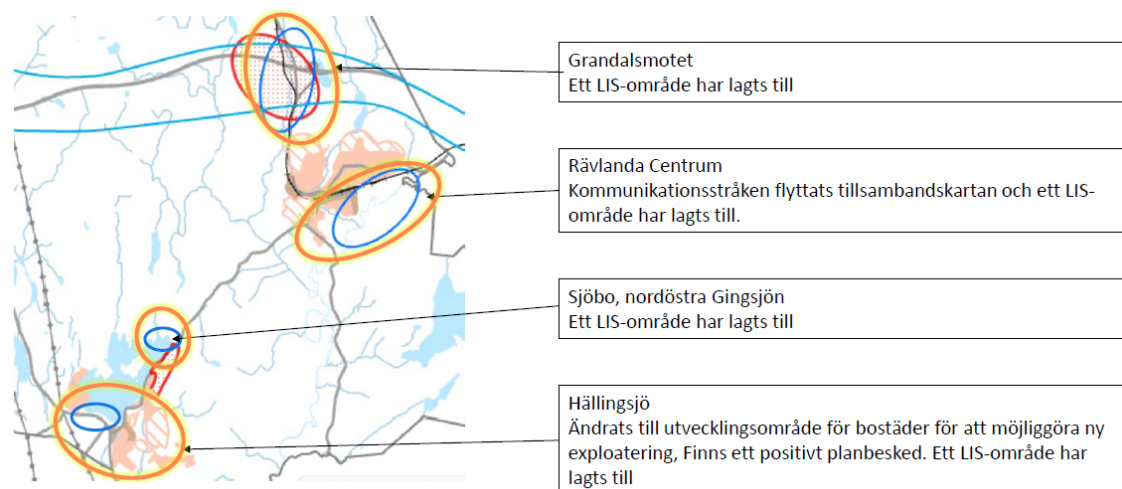 Grandalsmotet
Ett LIS-område har lagts till
Rävlanda Centrum
Kommunikationsstråken flyttats tillsambandskartan och ett LIS-
område har lagts till.
Sjöbo, nordöstra Gingsjön
Ett LIS-område har lagts till
Hällingsjö
Ändrats till utvecklingsområde för bostäder för att möjliggöra ny
exploatering, Finns ett positivt planbesked. Ett LIS-område har
lagts till